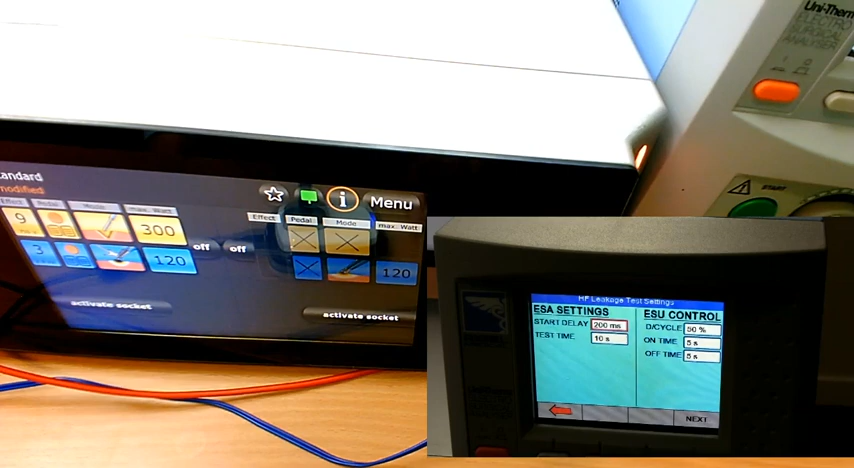 tandard
modified
Effect Pedal Mode max. Watt
9 300
3 120
off off
activate socket
Menu
Effect Pedal Mode max. Watt
120
activate socket
Uni-Therm
ELECTRO
SURGICAL
ANALYSER
START
HF Leakage Test Settings
ESA SETTINGS
START DELAY 200 ms
TEST TIME 10 s
ESU CONTROL
D/CYCLE 50 %
ON TIME 5 s
OFF TIME 5 s
NEXT